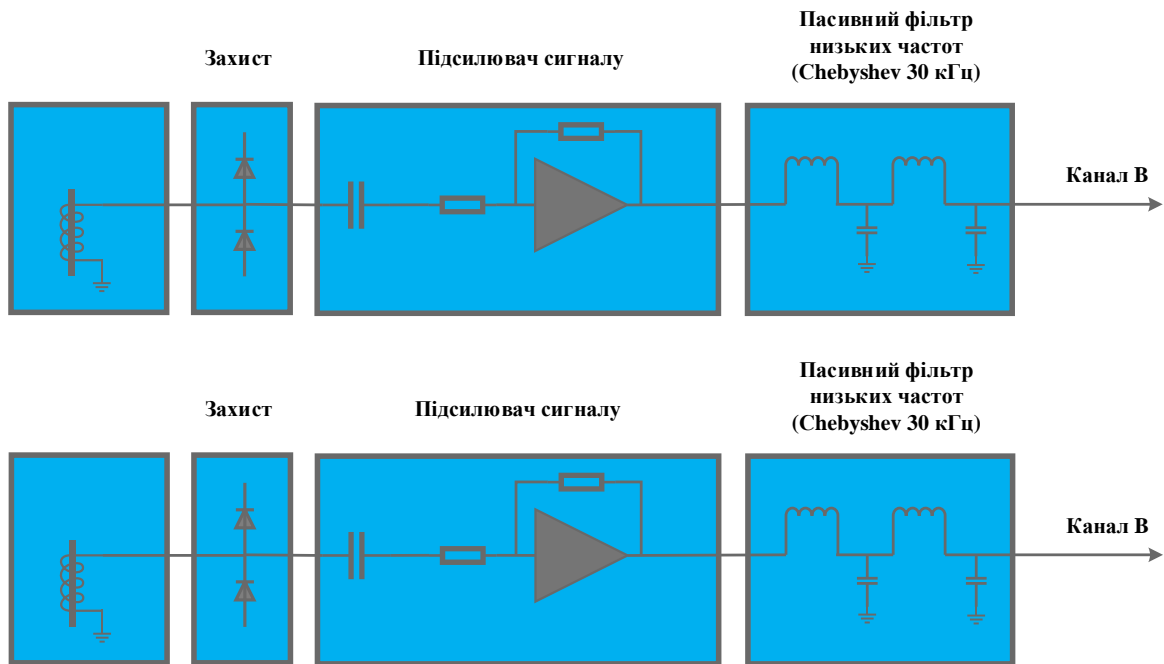 Пасивний фільтр
низьких частот
(Chebyshev 30 кГц)
Захист
Підсилювач сигналу
Канал В
Пасивний фільтр
низьких частот
(Chebyshev 30 кГц)
Захист
Підсилювач сигналу
Канал В